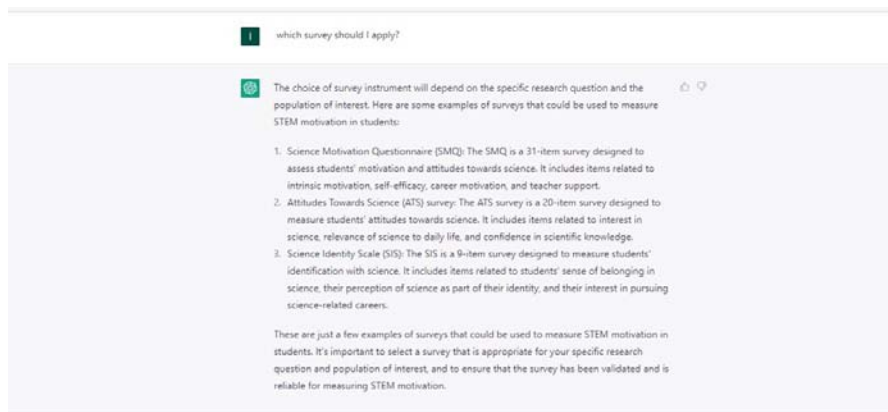 I which survey should I apply?
The choice of survey instrument will depend on the specific research question and the
population of interest. Here are some examples of surveys that could be used to measure
STEM motivation in students:
1. Science Motivation Questionnaire (SMQ): The SMQ is a 31-item survey designed to
assess students' motivation and attitudes towards science. It includes items related to
intrinsic motivation, self-efficacy, career motivation, and teacher support.
2. Attitudes Towards Science (ATS) survey: The ATS survey is a 20-item survey designed to
measure students' attitudes towards science. It includes items related to interest in
science, relevance of science to daily life, and confidence in scientific knowledge.
3. Science Identity Scale (SIS): The SIS is a 9-item survey designed to measure students'
identification with science. It includes items related to students' sense of belonging in
science, their perception of science as part of their identity, and their interest in pursuing
science-related careers.
These are just a few examples of surveys that could be used to measure STEM motivation in
students. It's important to select a survey that is appropriate for your specific research
question and population of interest, and to ensure that the survey has been validated and is
reliable for measuring STEM motivation.